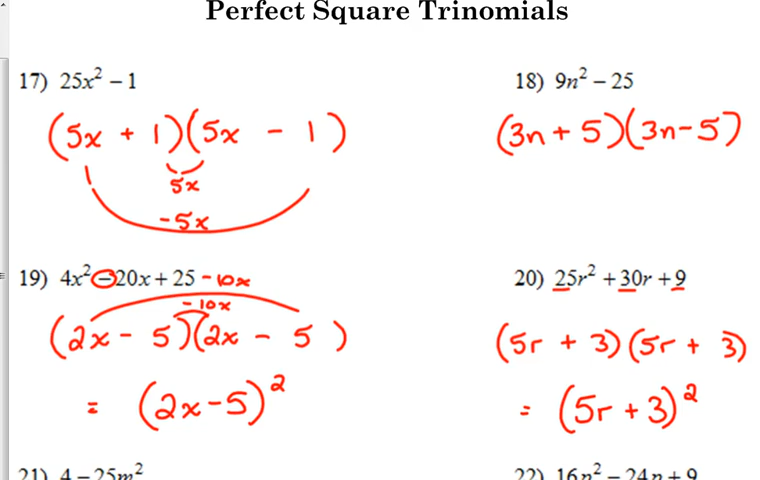 Perfect Square Trinomials
17) 25x² – 1
(5x + 1)(5x - 1)
5x
-5x
18) 9n² – 25
(3n + 5)(3n - 5)
19) 4x² – 20x + 25 - 10x
- 10x
(2x - 5)(2x - 5)
= (2x - 5)²
20) 25r² + 30r + 9
(5r + 3)(5r + 3)
= (5r + 3)²
21) 4 – 25m²
22) 16n² – 24n + 9